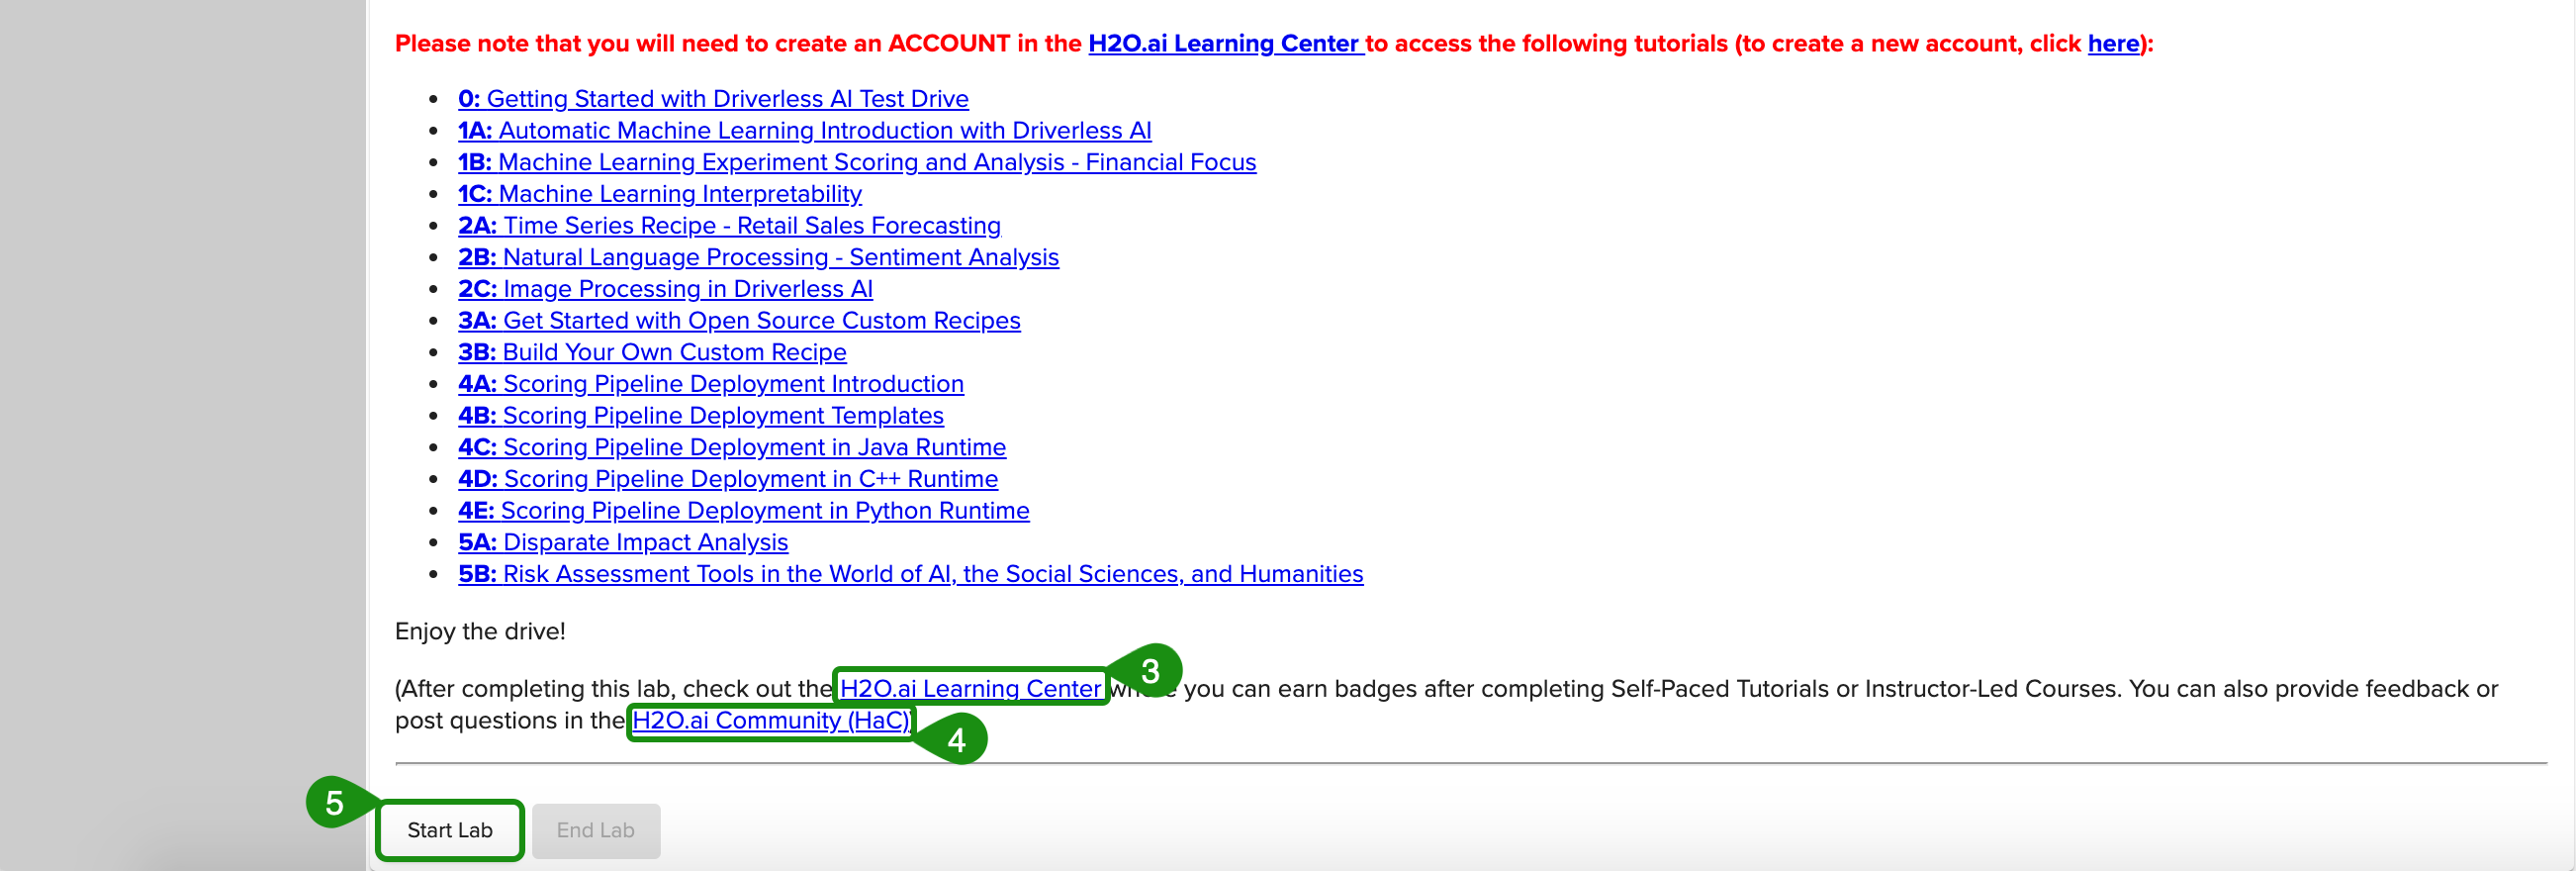 Please note that you will need to create an ACCOUNT in the H2O.ai Learning Center to access the following tutorials (to create a new account, click here):
• 0: Getting Started with Driverless AI Test Drive
• 1A: Automatic Machine Learning Introduction with Driverless AI
• 1B: Machine Learning Experiment Scoring and Analysis - Financial Focus
• 1C: Machine Learning Interpretability
• 2A: Time Series Recipe - Retail Sales Forecasting
• 2B: Natural Language Processing - Sentiment Analysis
• 2C: Image Processing in Driverless AI
• 3A: Get Started with Open Source Custom Recipes
• 3B: Build Your Own Custom Recipe
• 4A: Scoring Pipeline Deployment Introduction
• 4B: Scoring Pipeline Deployment Templates
• 4C: Scoring Pipeline Deployment in Java Runtime
• 4D: Scoring Pipeline Deployment in C++ Runtime
• 4E: Scoring Pipeline Deployment in Python Runtime
• 5A: Disparate Impact Analysis
• 5B: Risk Assessment Tools in the World of AI, the Social Sciences, and Humanities
Enjoy the drive!
3
(After completing this lab, check out the H2O.ai Learning Center you can earn badges after completing Self-Paced Tutorials or Instructor-Led Courses. You can also provide feedback or
post questions in the H2O.ai Community (HaC)
4
5
Start Lab
End Lab